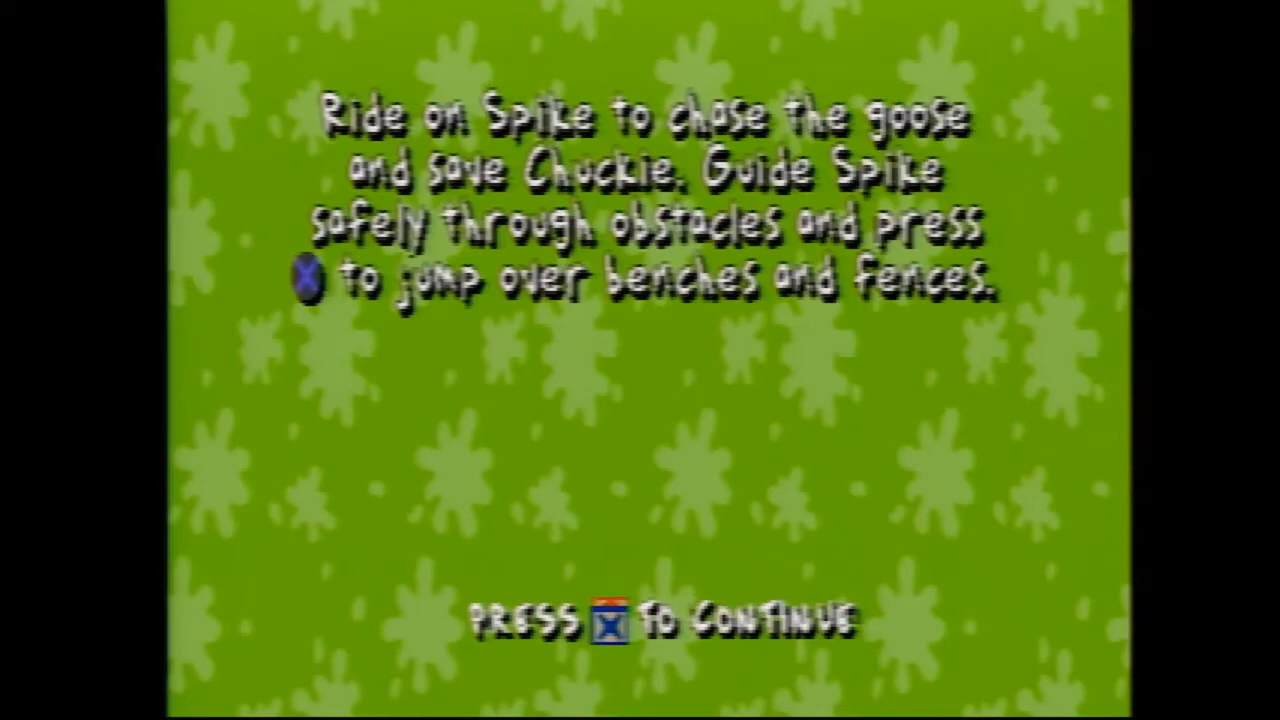 Ride on Spike to chase the goose
and save Chuckie. Guide Spike
safely through obstacles and press
X to jump over benches and fences.
PRESS X TO CONTINUE